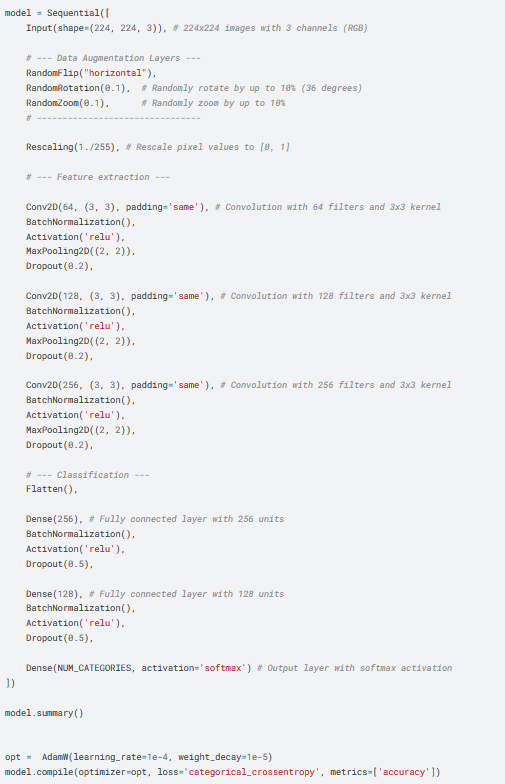 model = Sequential([
    Input(shape=(224, 224, 3)), # 224x224 images with 3 channels (RGB)

    # --- Data Augmentation Layers ---
    RandomFlip("horizontal"),
    RandomRotation(0.1),  # Randomly rotate by up to 10% (36 degrees)
    RandomZoom(0.1),      # Randomly zoom by up to 10%
    # --------------------------------

    Rescaling(1./255), # Rescale pixel values to [0, 1]

    # --- Feature extraction ---

    Conv2D(64, (3, 3), padding='same'), # Convolution with 64 filters and 3x3 kernel
    BatchNormalization(),
    Activation('relu'),
    MaxPooling2D((2, 2)),
    Dropout(0.2),

    Conv2D(128, (3, 3), padding='same'), # Convolution with 128 filters and 3x3 kernel
    BatchNormalization(),
    Activation('relu'),
    MaxPooling2D((2, 2)),
    Dropout(0.2),

    Conv2D(256, (3, 3), padding='same'), # Convolution with 256 filters and 3x3 kernel
    BatchNormalization(),
    Activation('relu'),
    MaxPooling2D((2, 2)),
    Dropout(0.2),

    # --- Classification ---
    Flatten(),

    Dense(256), # Fully connected layer with 256 units
    BatchNormalization(),
    Activation('relu'),
    Dropout(0.5),

    Dense(128), # Fully connected layer with 128 units
    BatchNormalization(),
    Activation('relu'),
    Dropout(0.5),

    Dense(NUM_CATEGORIES, activation='softmax') # Output layer with softmax activation
])

model.summary()


opt =  AdamW(learning_rate=1e-4, weight_decay=1e-5)
model.compile(optimizer=opt, loss='categorical_crossentropy', metrics=['accuracy'])